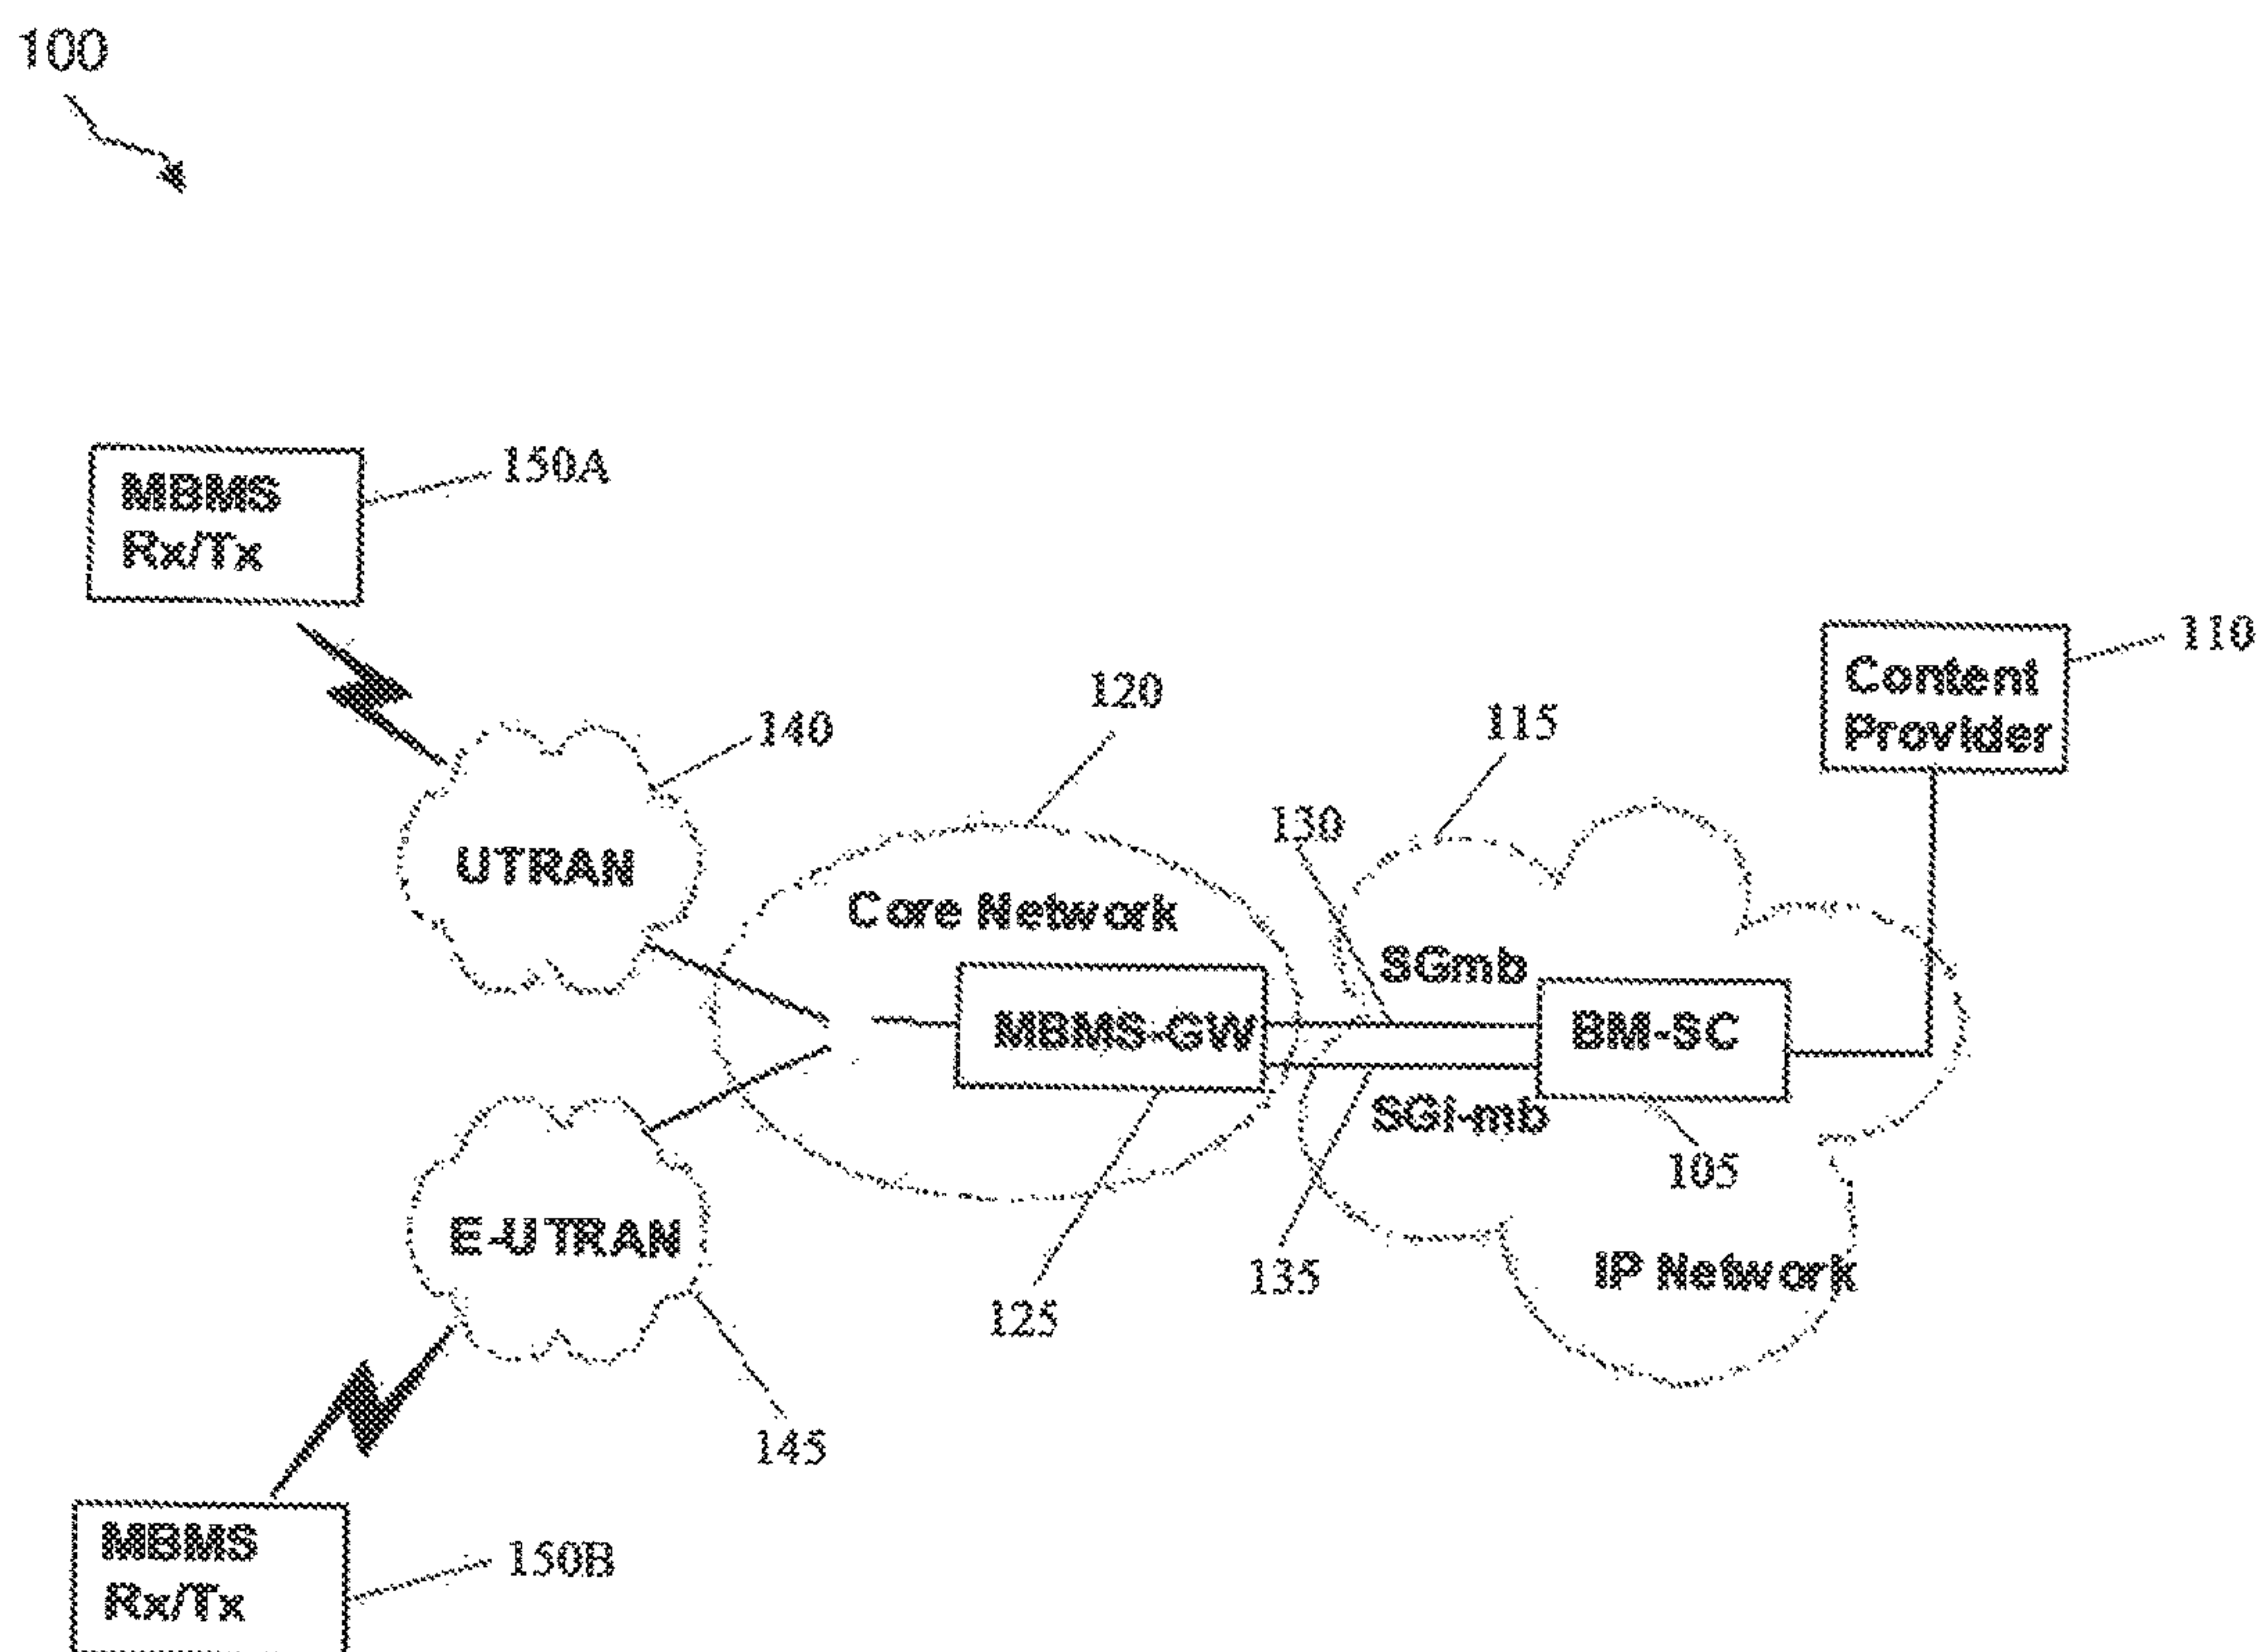 100
MBMS
Rx/Tx
150A
Content
Provider
110
120
140
115
130
UTRAN
Core Network
SGmb
MBMS-GW
BM-SC
SGi-mb
105
E-UTRAN
135
IP Network
125
145
MBMS
Rx/Tx
150B